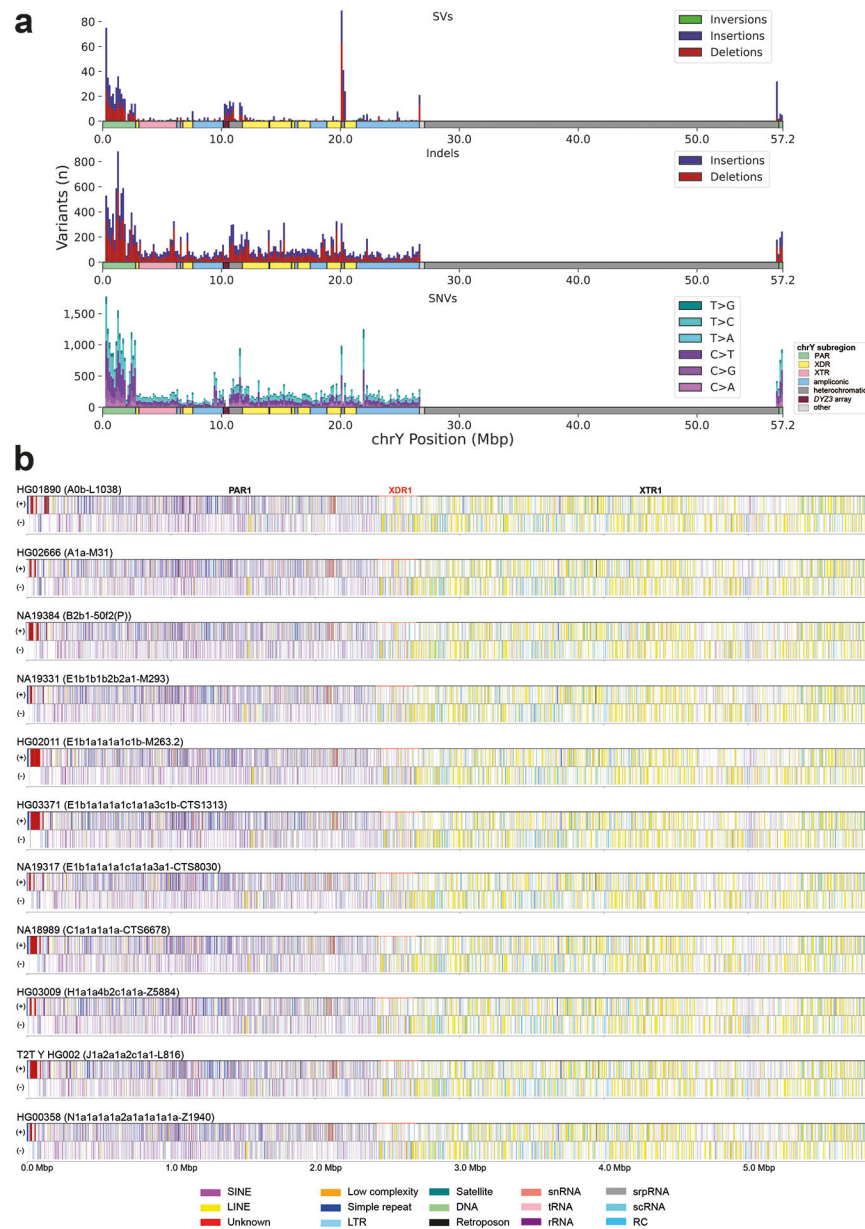 a
SVs
Inversions
Insertions
Deletions
80
60
40
20
0
0.0 10.0 20.0 30.0 40.0 50.0 57.2
Indels
Insertions
Deletions
Variants (n)
800
600
400
200
0
0.0 10.0 20.0 30.0 40.0 50.0 57.2
SNVs
T>G
T>C
T>A
C>T
C>G
C>A
1,500
1,000
500
0
0.0 10.0 20.0 30.0 40.0 50.0 57.2
chrY Position (Mbp)
chrY subregion
PAR
XDR
XTR
ampliconic
heterochromatic
DYZ3 array
other
b
PAR1 XDR1 XTR1
HG01890 (A0b-L1038)
(+)
(-)
HG02666 (A1a-M31)
(+)
(-)
NA19384 (B2b1-50f2(P))
(+)
(-)
NA19331 (E1b1b1b2b2a1-M293)
(+)
(-)
HG02011 (E1b1a1a1a1c1b-M263.2)
(+)
(-)
HG03371 (E1b1a1a1a1c1a1a3c1b-CTS1313)
(+)
(-)
NA19317 (E1b1a1a1a1c1a1a3a1-CTS8030)
(+)
(-)
NA18989 (C1a1a1a1a-CTS6678)
(+)
(-)
HG03009 (H1a1a4b2c1a1a-Z5884)
(+)
(-)
T2T Y HG002 (J1a2a1a2c1a1-L816)
(+)
(-)
HG00358 (N1a1a1a1a2a1a1a1a1a-Z1940)
(+)
(-)
0.0 Mbp 1.0 Mbp 2.0 Mbp 3.0 Mbp 4.0 Mbp 5.0 Mbp
SINE Low complexity Satellite snRNA srpRNA
LINE Simple repeat DNA tRNA scRNA
Unknown LTR Retroposon rRNA RC